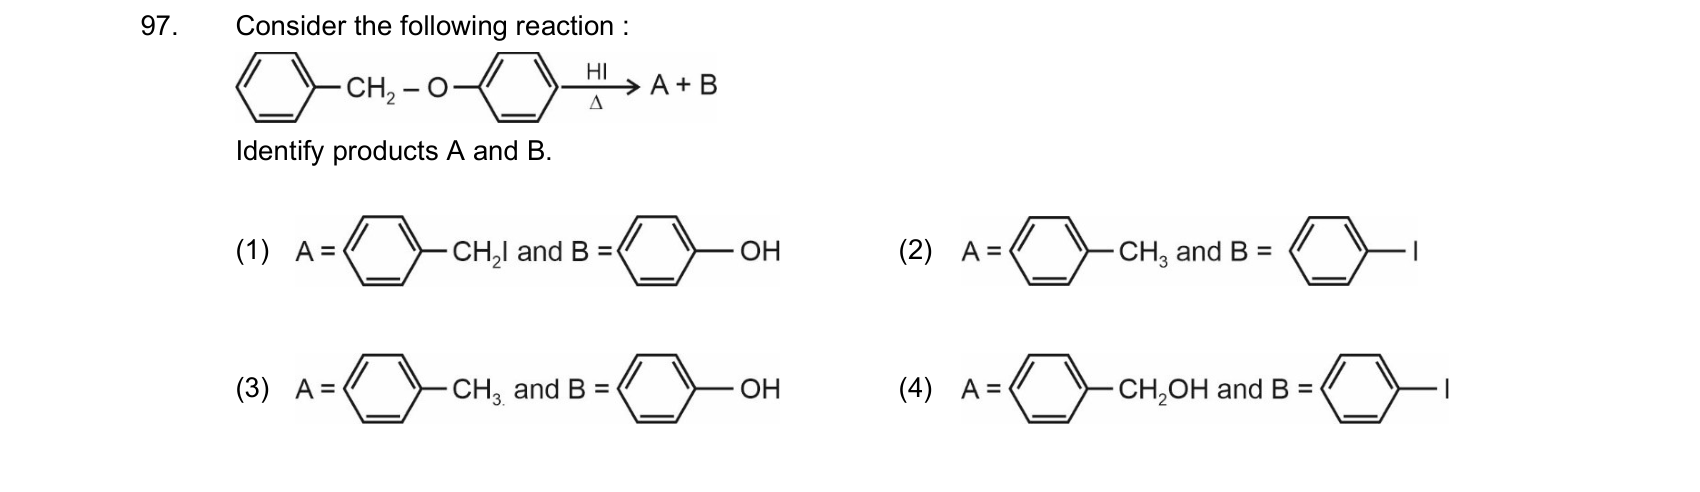 97. Consider the following reaction :
CH₂ – O HI Δ → A + B
Identify products A and B.
(1) A = CH₂I and B = OH (2) A = CH₃ and B = I
(3) A = CH₃. and B = OH (4) A = CH₂OH and B = I